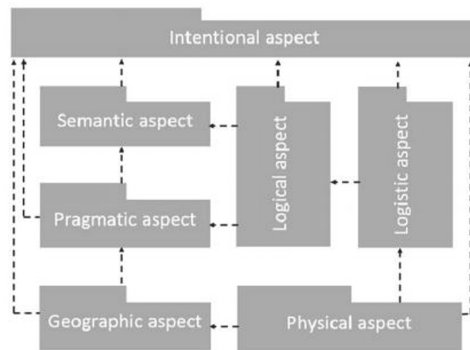 Intentional aspect
Semantic aspect
Logical aspect
Logistic aspect
Pragmatic aspect
Geographic aspect
Physical aspect